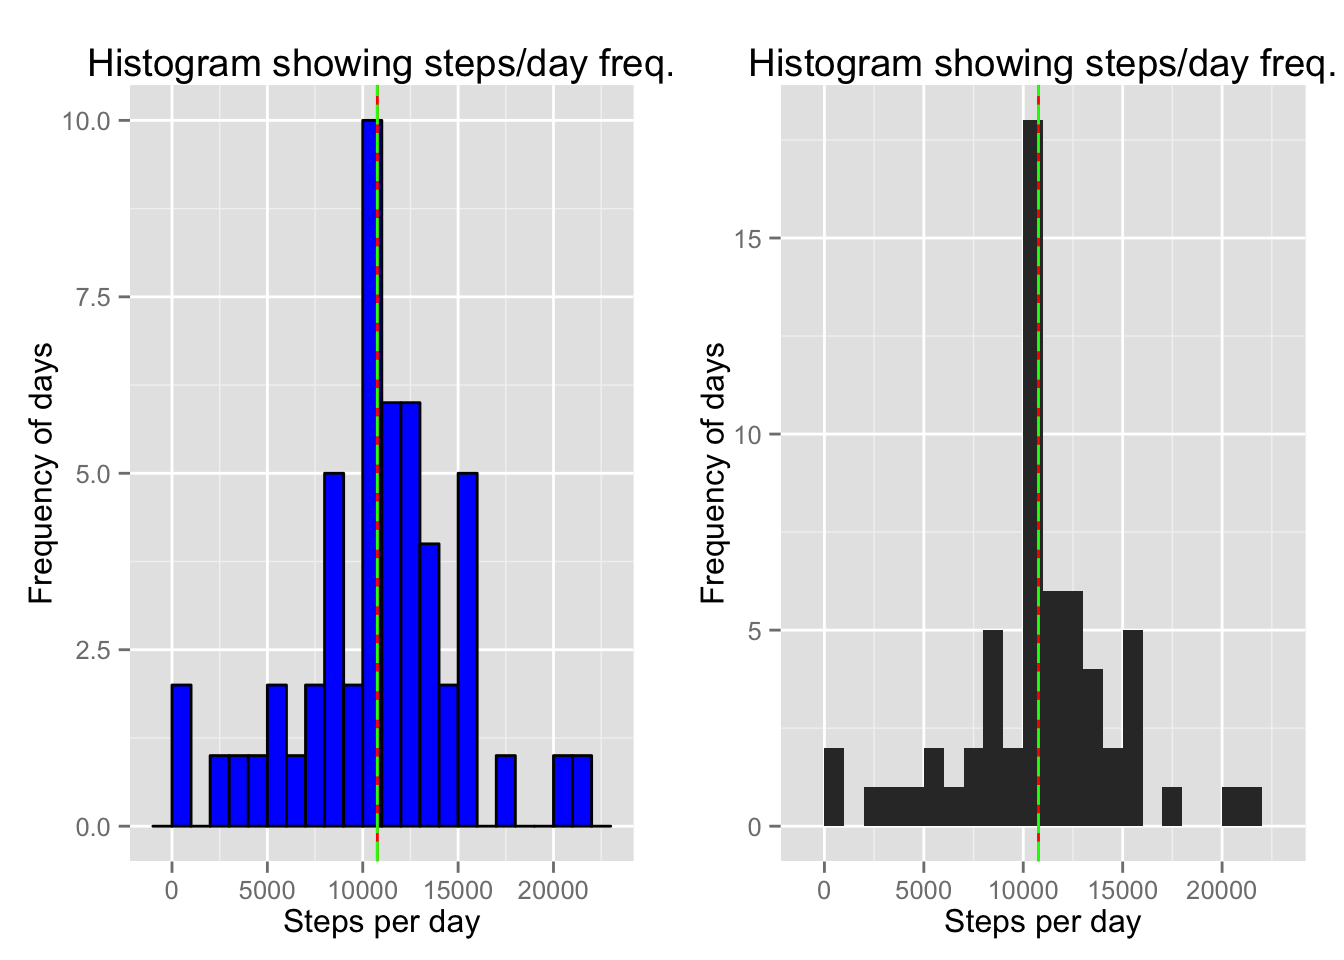 Histogram showing steps/day freq.
10.0
7.5
5.0
2.5
0.0
Frequency of days
0 5000 10000 15000 20000
Steps per day
Histogram showing steps/day freq.
15
10
5
0
Frequency of days
0 5000 10000 15000 20000
Steps per day